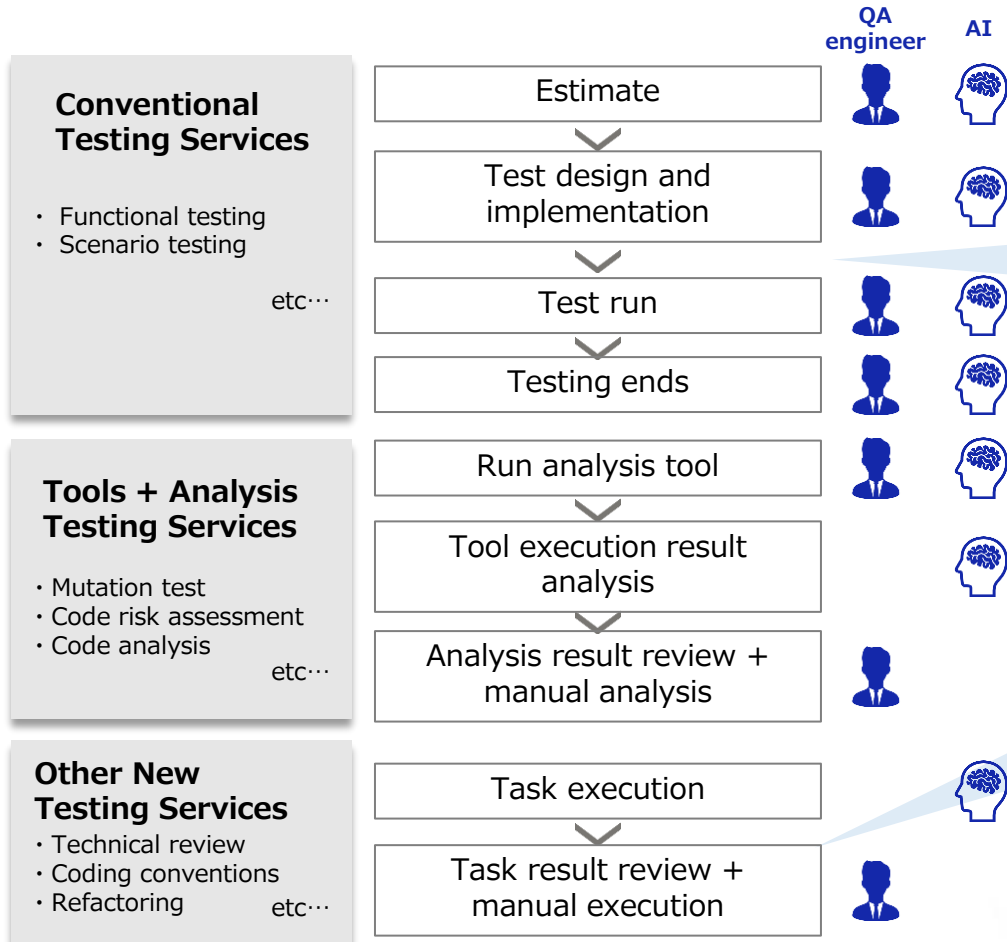 QA
engineer
AI
Conventional
Testing Services
・ Functional testing
・ Scenario testing
etc…
Estimate
Test design and
implementation
Test run
Testing ends
Tools + Analysis
Testing Services
・Mutation test
・Code risk assessment
・Code analysis
etc…
Run analysis tool
Tool execution result
analysis
Analysis result review +
manual analysis
Other New
Testing Services
・Technical review
・Coding conventions
・Refactoring
etc…
Task execution
Task result review +
manual execution